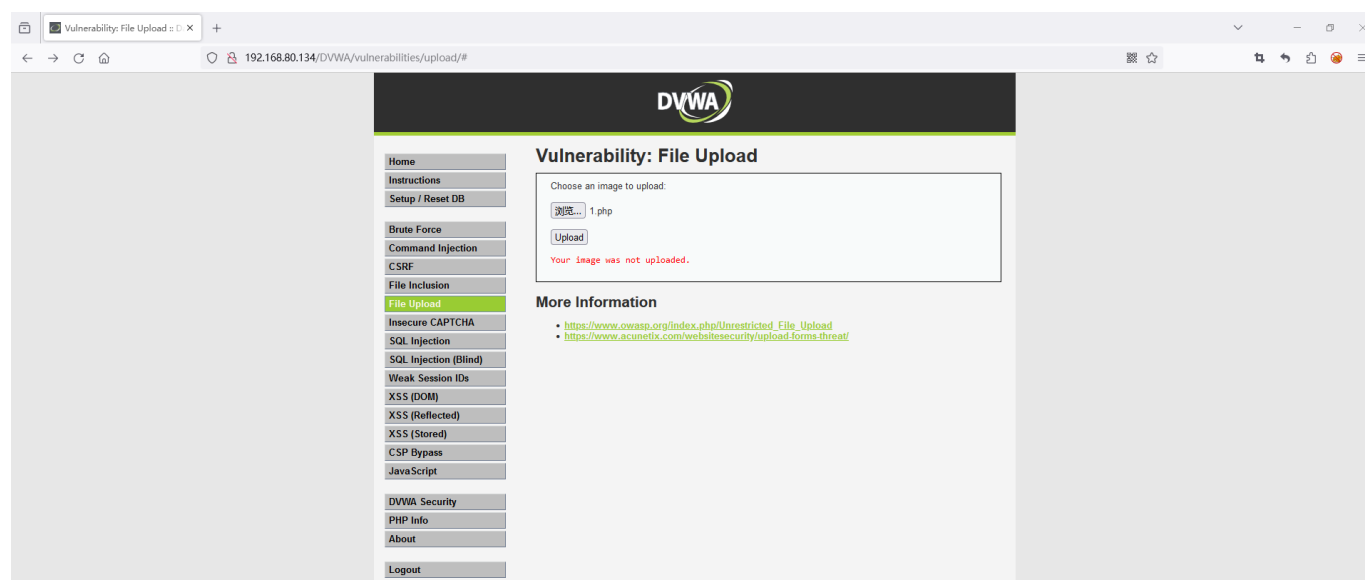 Vulnerability: File Upload :: D
192.168.80.134/DVWA/vulnerabilities/upload/#
DVWA
Home
Instructions
Setup / Reset DB
Brute Force
Command Injection
CSRF
File Inclusion
File Upload
Insecure CAPTCHA
SQL Injection
SQL Injection (Blind)
Weak Session IDs
XSS (DOM)
XSS (Reflected)
XSS (Stored)
CSP Bypass
JavaScript
DVWA Security
PHP Info
About
Logout
Vulnerability: File Upload
Choose an image to upload:
浏览... 1.php
Upload
Your image was not uploaded.
More Information
https://www.owasp.org/index.php/Unrestricted_File_Upload
https://www.acunetix.com/websitesecurity/upload-forms-threat/